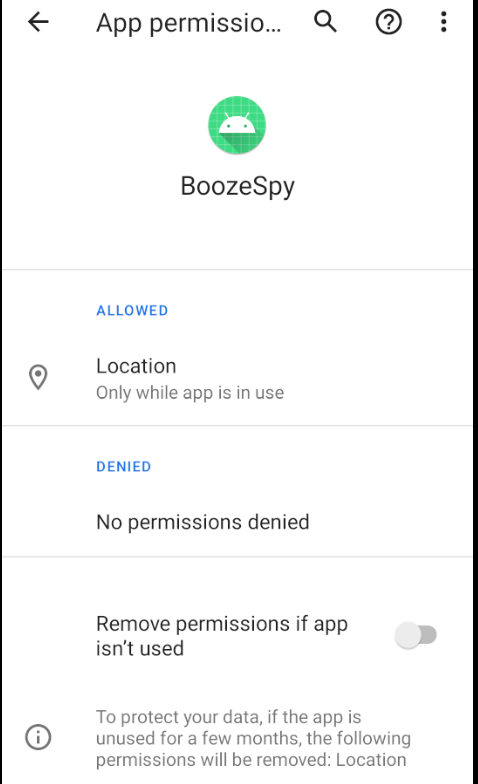 App permissio...
BoozeSpy
ALLOWED
Location
Only while app is in use
DENIED
No permissions denied
Remove permissions if app
isn’t used
To protect your data, if the app is
unused for a few months, the following
permissions will be removed: Location